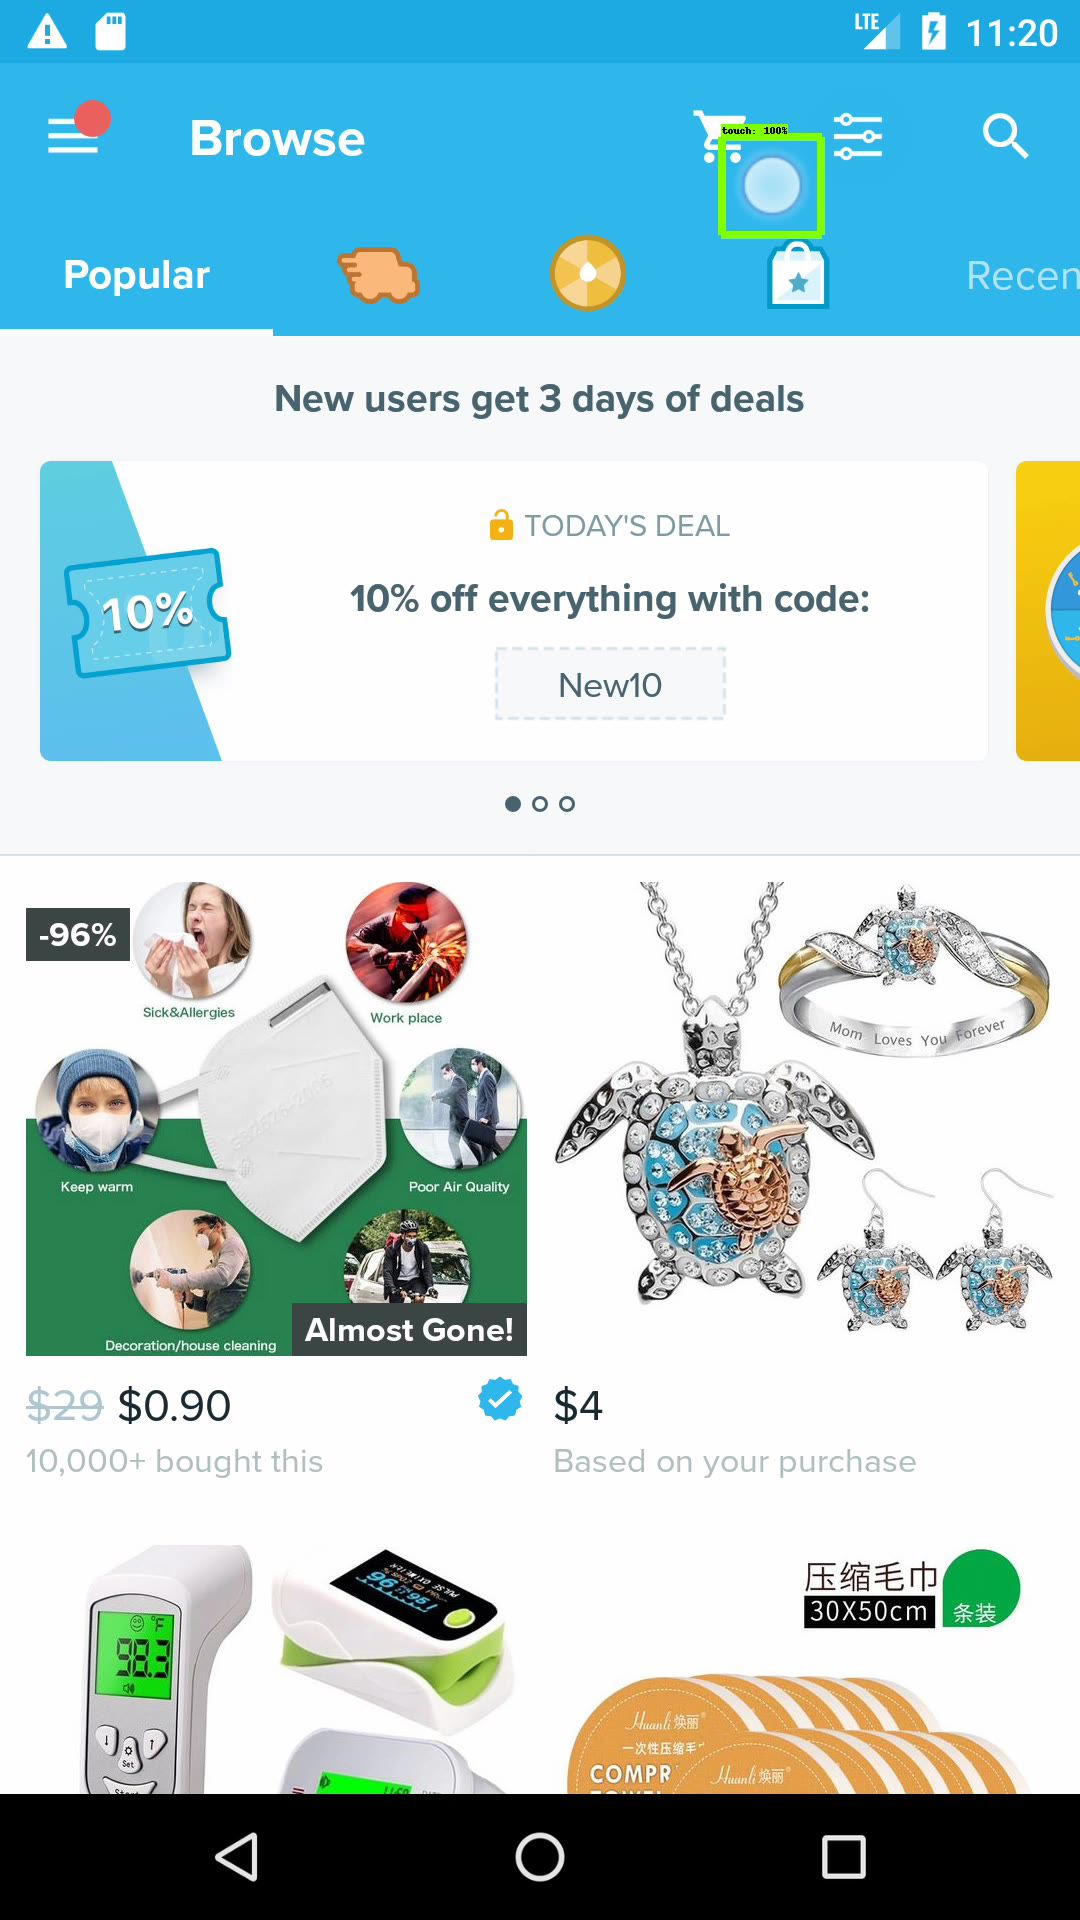 LTE 11:20
Browse
touch: 100%
Popular
Recen
New users get 3 days of deals
TODAY'S DEAL
10% off everything with code:
10%
New10
-96%
Sick&Allergies
Work place
Keep warm
Poor Air Quality
Decoration/house cleaning
Almost Gone!
Mom Loves You Forever
$29 $0.90
10,000+ bought this
$4
Based on your purchase
°F
98.3
Set
Start
PULSE OXIMETER
压缩毛巾
30X50cm
条装
Huanli 焕丽
一次性压缩毛
COMPR
Huanli 焕丽